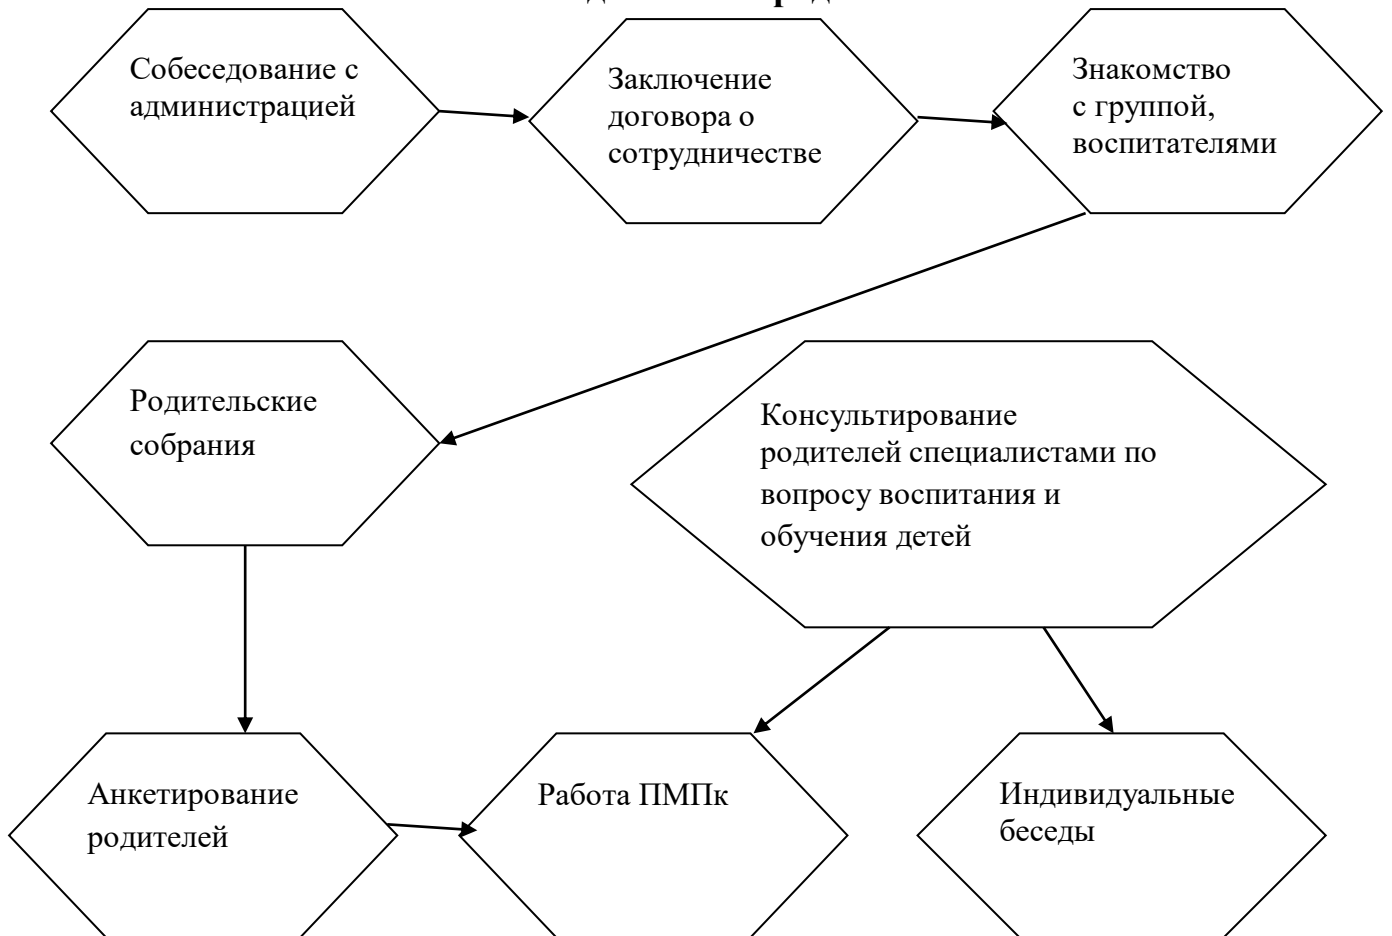 Собеседование с
администрацией
Заключение
договора о
сотрудничестве
Знакомство
с группой,
воспитателями
Родительские
собрания
Консультирование
родителей специалистами по
вопросу воспитания и
обучения детей
Анкетирование
родителей
Работа ПМПк
Индивидуальные
беседы